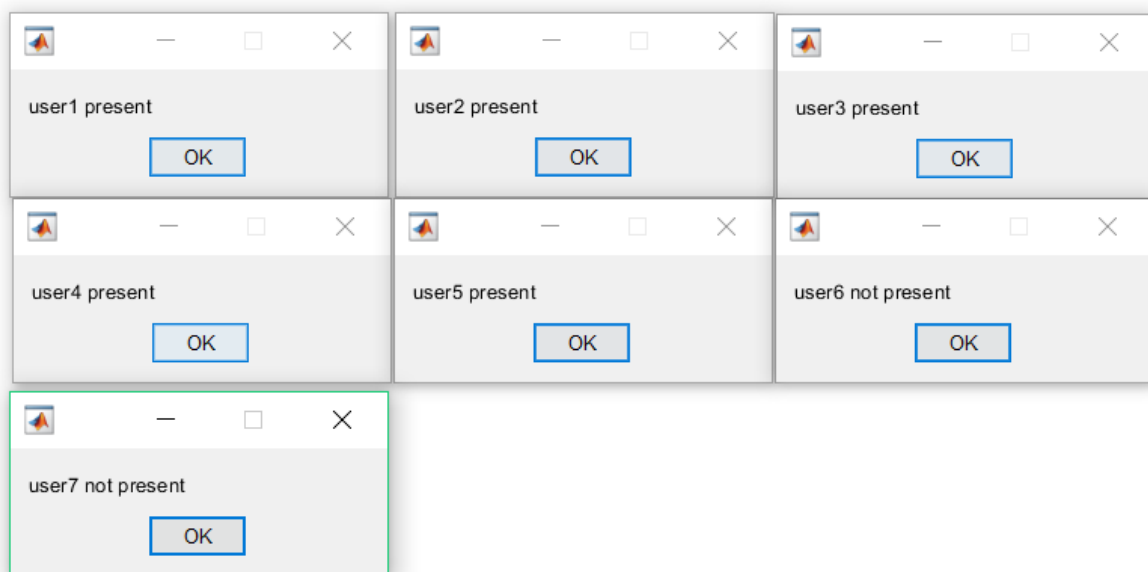 user1 present
OK
user2 present
OK
user3 present
OK
user4 present
OK
user5 present
OK
user6 not present
OK
user7 not present
OK